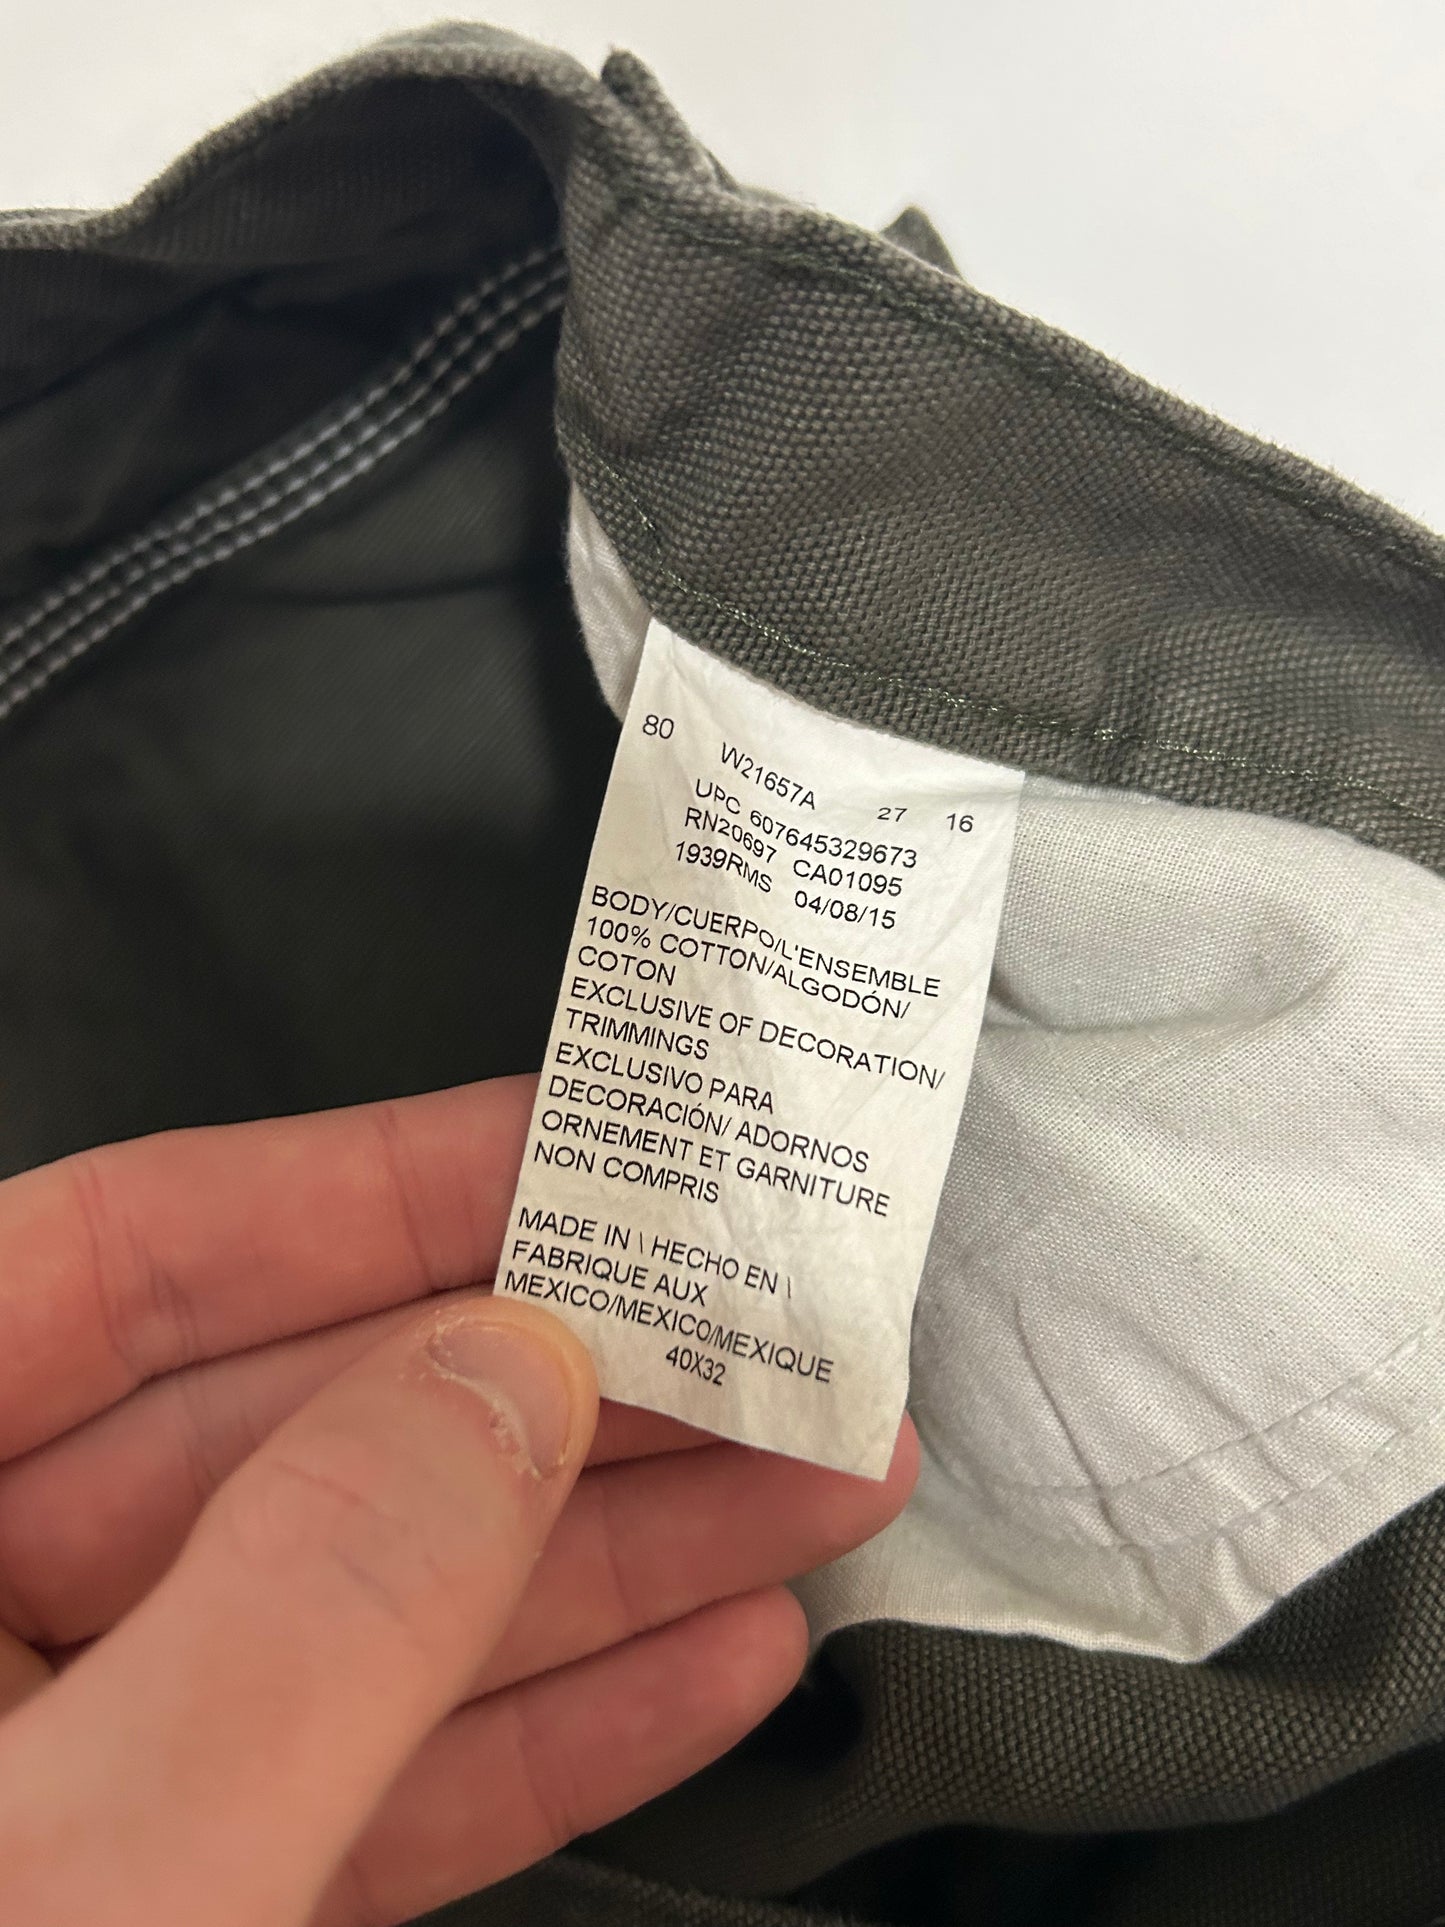 80 W21657A 27 16
UPC 607645329673
RN20697 CA01095
1939RMS 04/08/15
BODY/CUERPO/L'ENSEMBLE
100% COTTON/ALGODÓN/
COTON
EXCLUSIVE OF DECORATION/
TRIMMINGS
EXCLUSIVO PARA
DECORACIÓN/ ADORNOS
ORNEMENT ET GARNITURE
NON COMPRIS
MADE IN \ HECHO EN \
FABRIQUE AUX
MEXICO/MEXICO/MEXIQUE
40X32